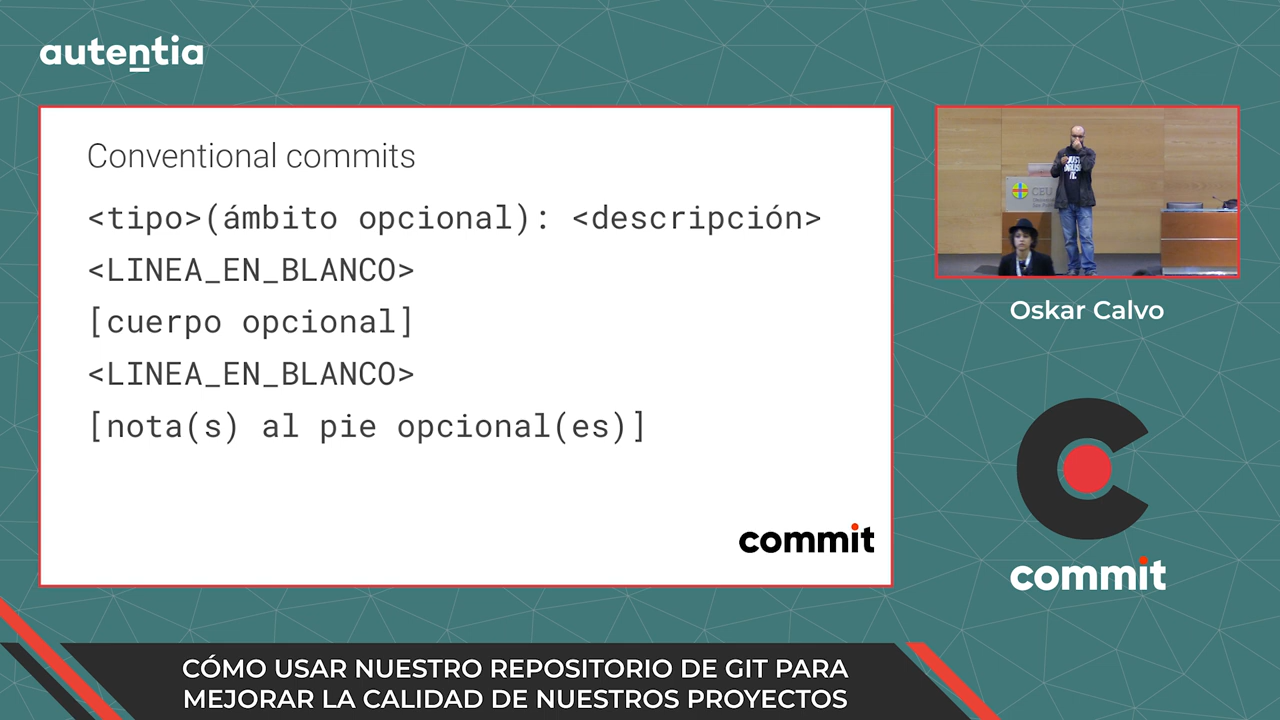 autentia
Conventional commits
<tipo>(ámbito opcional): <descripción>
<LINEA_EN_BLANCO>
[cuerpo opcional]
<LINEA_EN_BLANCO>
[nota(s) al pie opcional(es)]
commit
CEU
Oskar Calvo
commit
CÓMO USAR NUESTRO REPOSITORIO DE GIT PARA
MEJORAR LA CALIDAD DE NUESTROS PROYECTOS